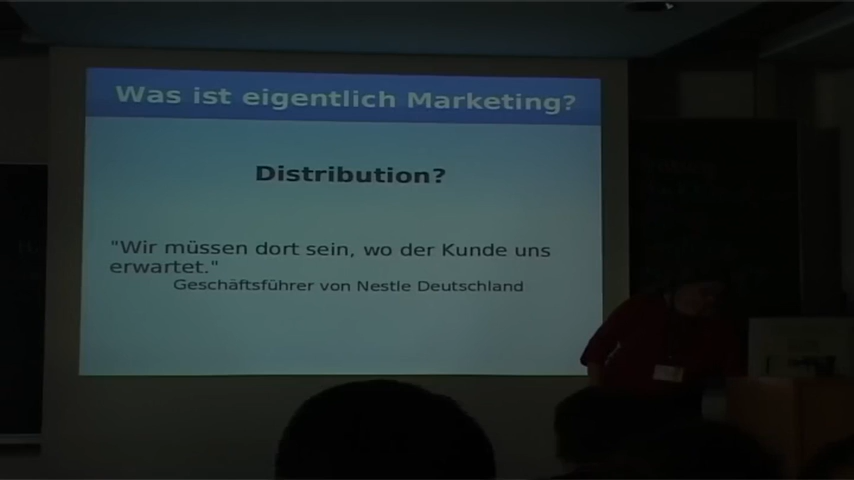 Was ist eigentlich Marketing?
Distribution?
"Wir müssen dort sein, wo der Kunde uns
erwartet."
Geschäftsführer von Nestle Deutschland